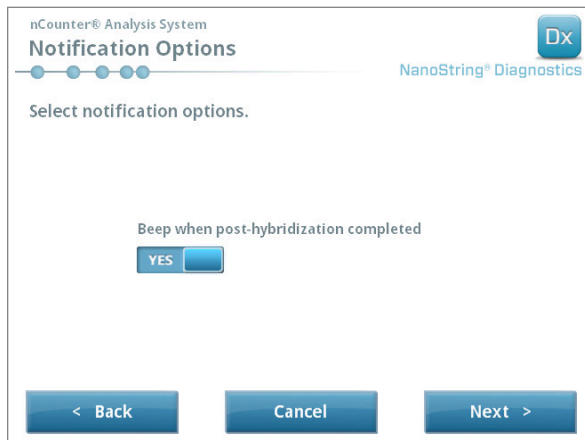 nCounter® Analysis System
Notification Options
Dx
NanoString® Diagnostics
Select notification options.
Beep when post-hybridization completed
YES
< Back
Cancel
Next >